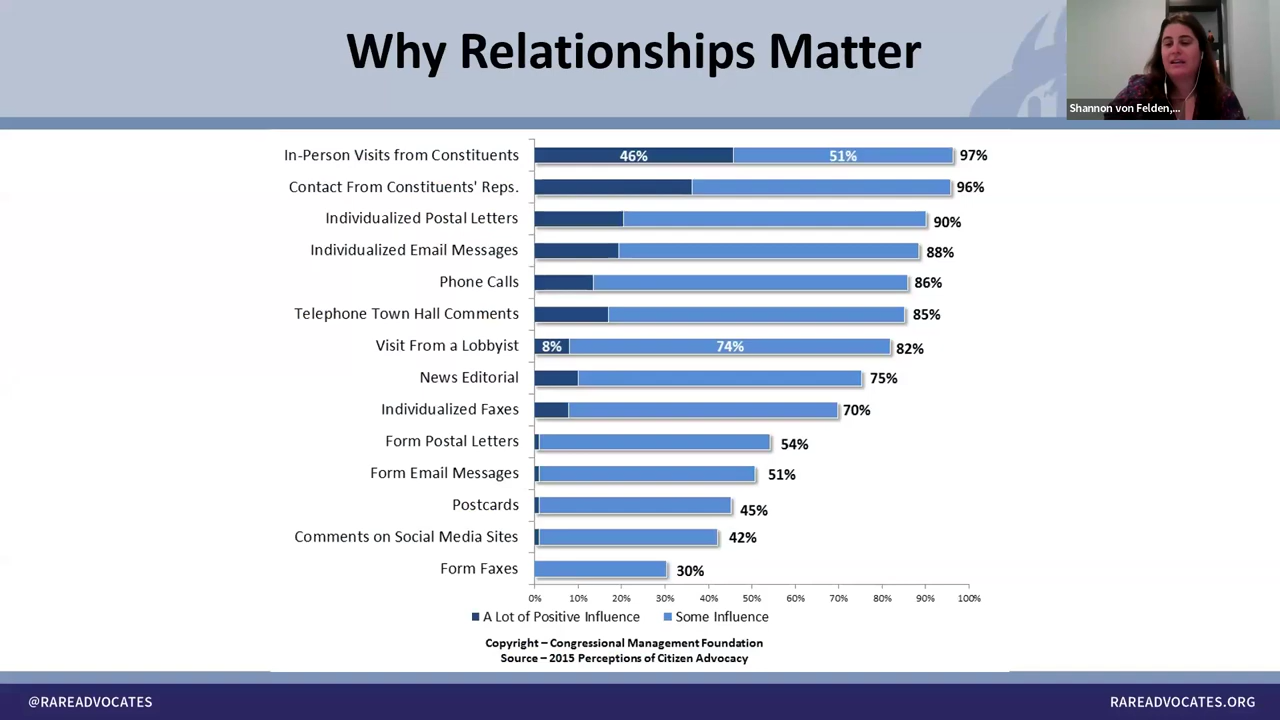 Why Relationships Matter
Shannon von Felden,...
In-Person Visits from Constituents 46% 51% 97%
Contact From Constituents' Reps. 96%
Individualized Postal Letters 90%
Individualized Email Messages 88%
Phone Calls 86%
Telephone Town Hall Comments 85%
Visit From a Lobbyist 8% 74% 82%
News Editorial 75%
Individualized Faxes 70%
Form Postal Letters 54%
Form Email Messages 51%
Postcards 45%
Comments on Social Media Sites 42%
Form Faxes 30%
0% 10% 20% 30% 40% 50% 60% 70% 80% 90% 100%
A Lot of Positive Influence Some Influence
Copyright – Congressional Management Foundation
Source – 2015 Perceptions of Citizen Advocacy
@RAREADVOCATES RAREADVOCATES.ORG